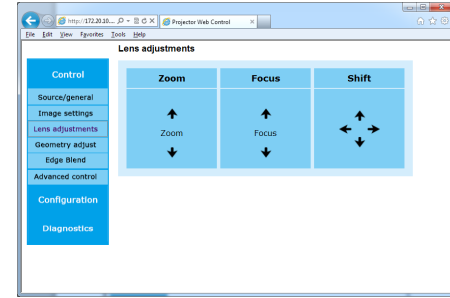 http://172.20.10....
Projector Web Control
File Edit View Favorites Tools Help
Lens adjustments
Control
Source/general
Image settings
Lens adjustments
Geometry adjust
Edge Blend
Advanced control
Configuration
Diagnostics
Zoom Focus Shift
Zoom Focus